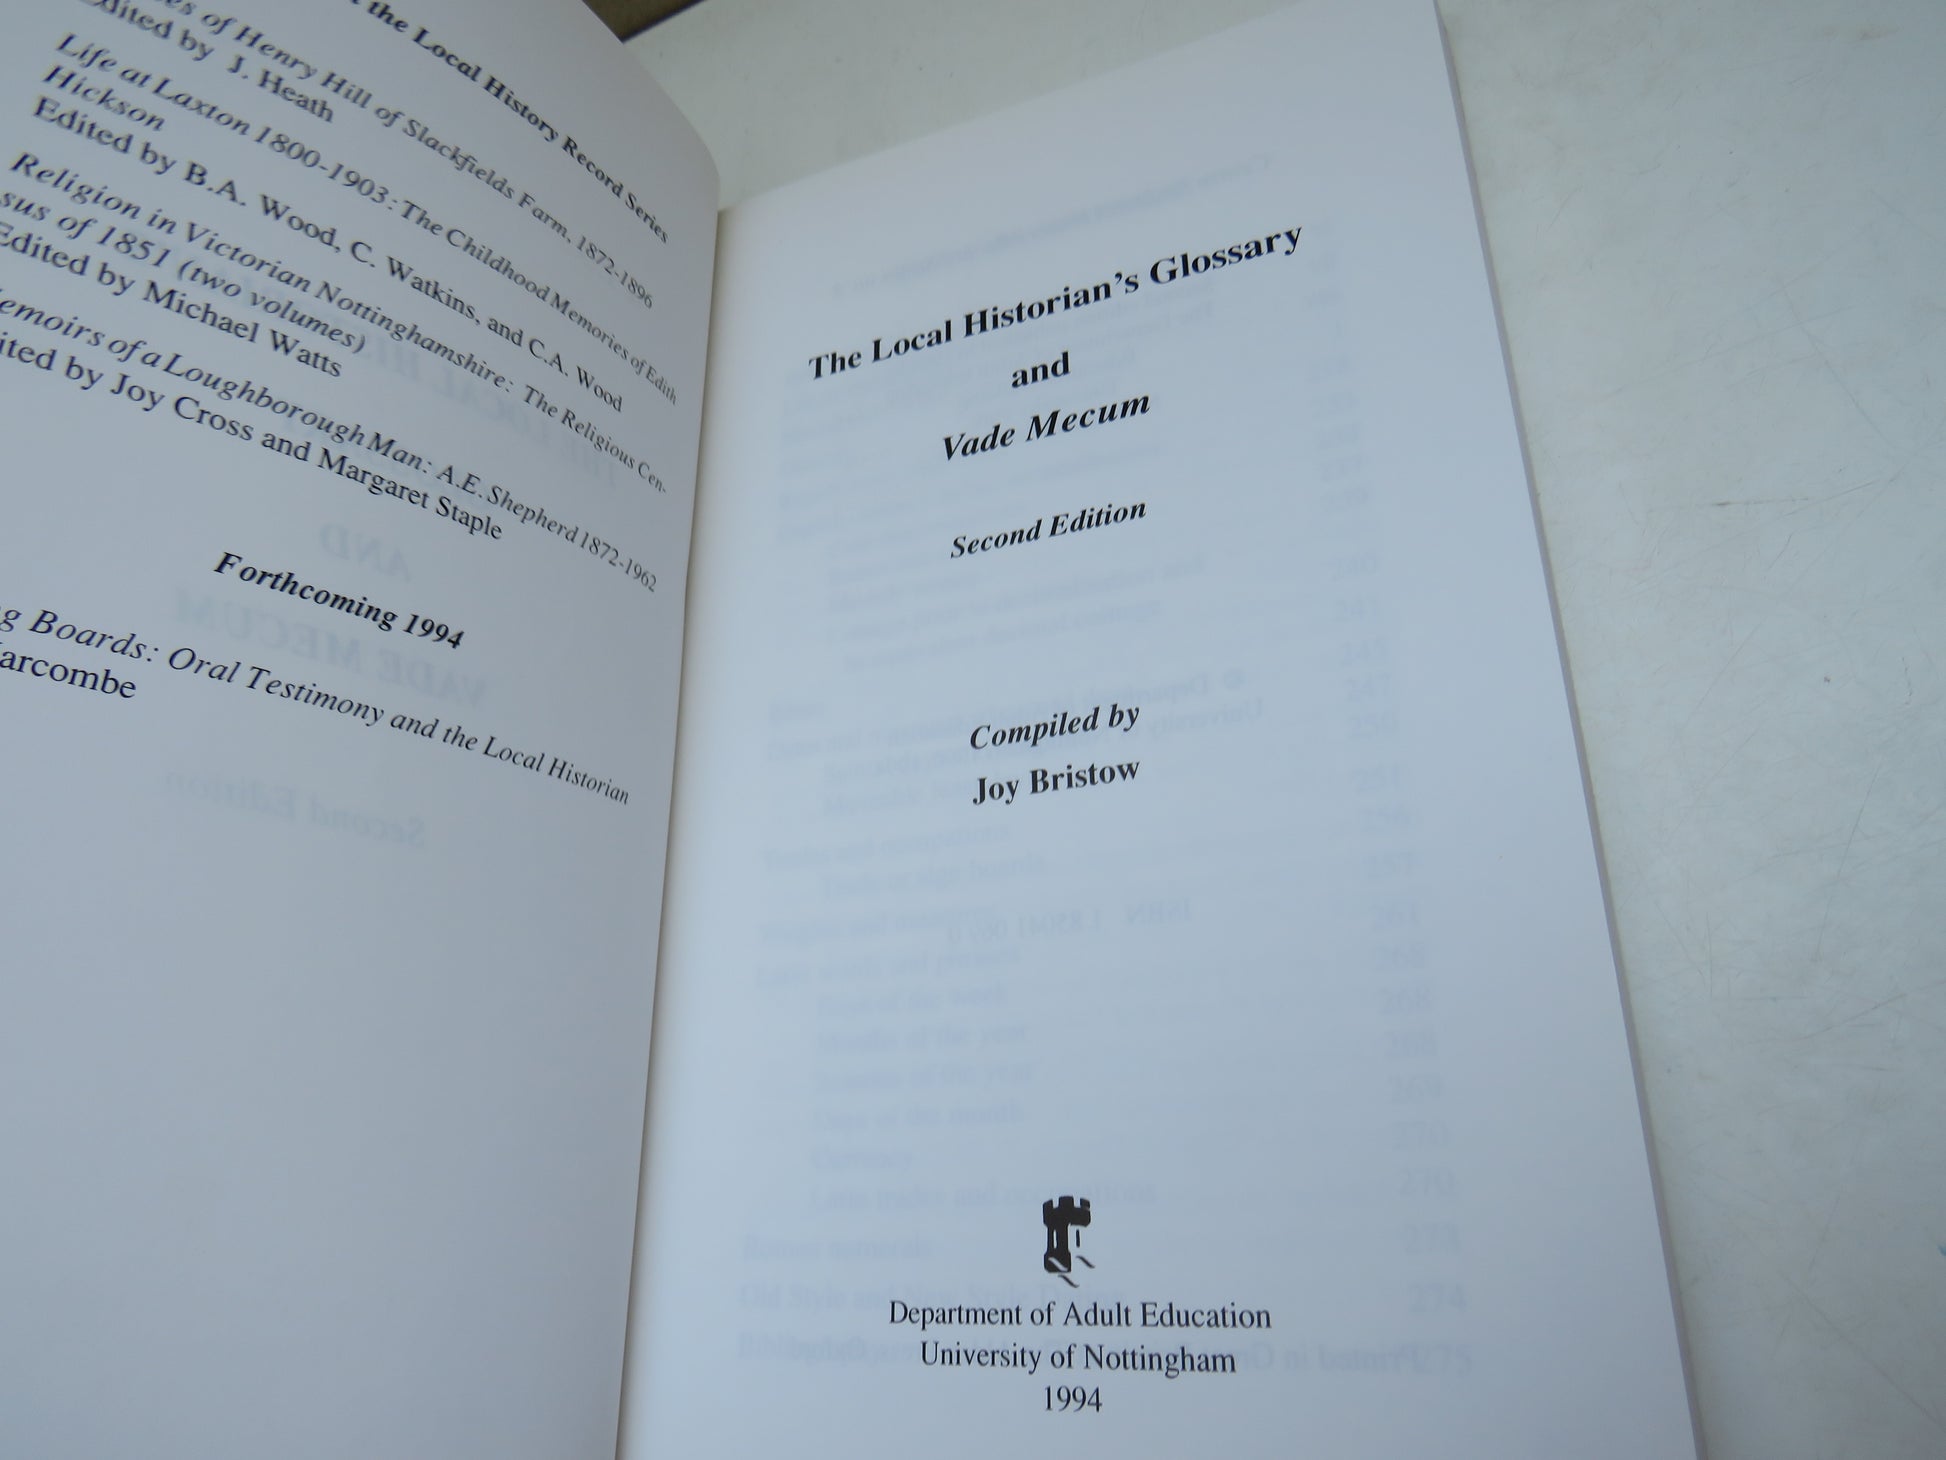 the Local History Record Series
of Henry Hill of Slackfields Farm, 1872-1896
Edited by J. Heath
Life at Laxton 1800-1903: The Childhood Memories of Edith
Hickson
Edited by B.A. Wood, C. Watkins, and C.A. Wood
Religion in Victorian Nottinghamshire: The Religious Cen-
sus of 1851 (two volumes)
Edited by Michael Watts
emoirs of a Loughborough Man: A.E. Shepherd 1872-1962
ited by Joy Cross and Margaret Staple
Forthcoming 1994
g Boards: Oral Testimony and the Local Historian
arcombe
The Local Historian's Glossary
and
Vade Mecum
Second Edition
Compiled by
Joy Bristow
Department of Adult Education
University of Nottingham
1994